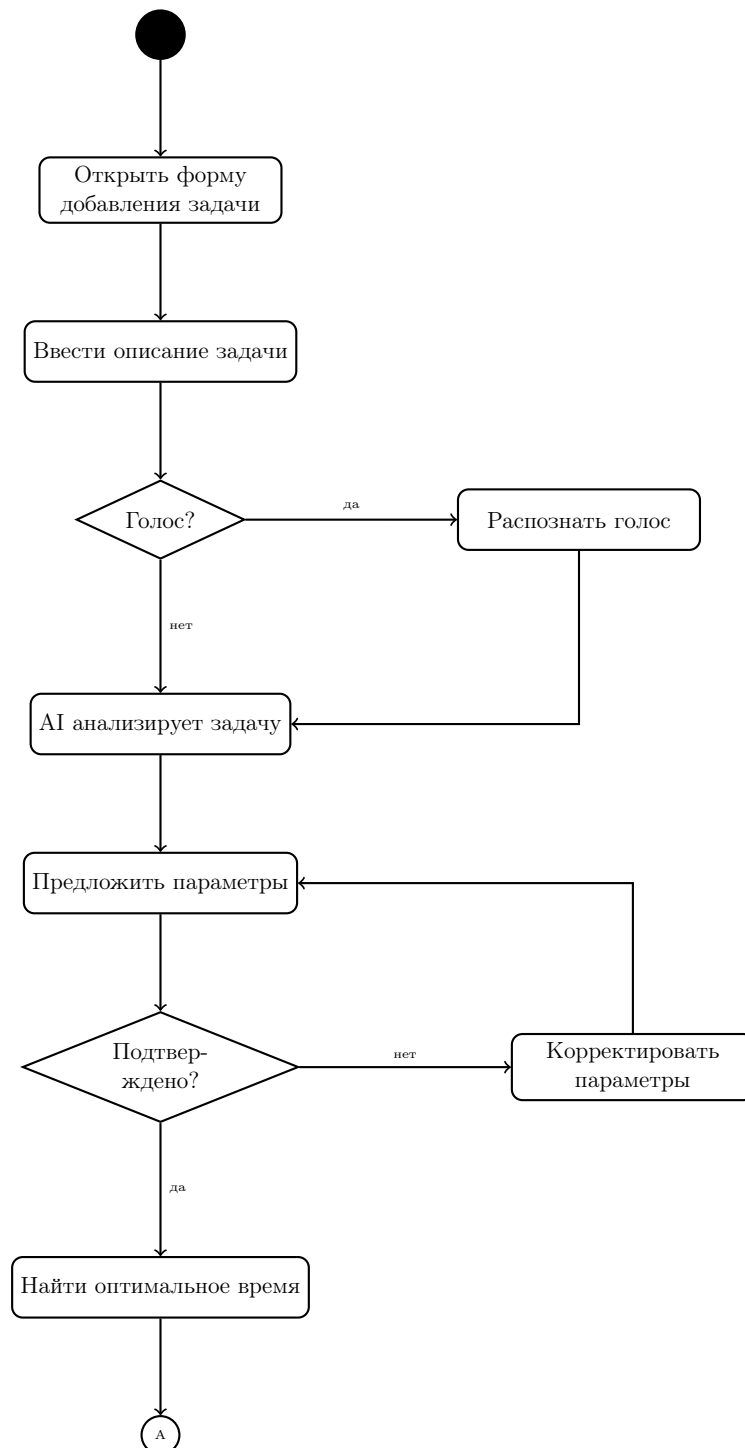 Открыть форму
добавления задачи
Ввести описание задачи
Голос?
да
Распознать голос
нет
AI анализирует задачу
Предложить параметры
Подтвер-
ждено?
нет
Корректировать
параметры
да
Найти оптимальное время
A